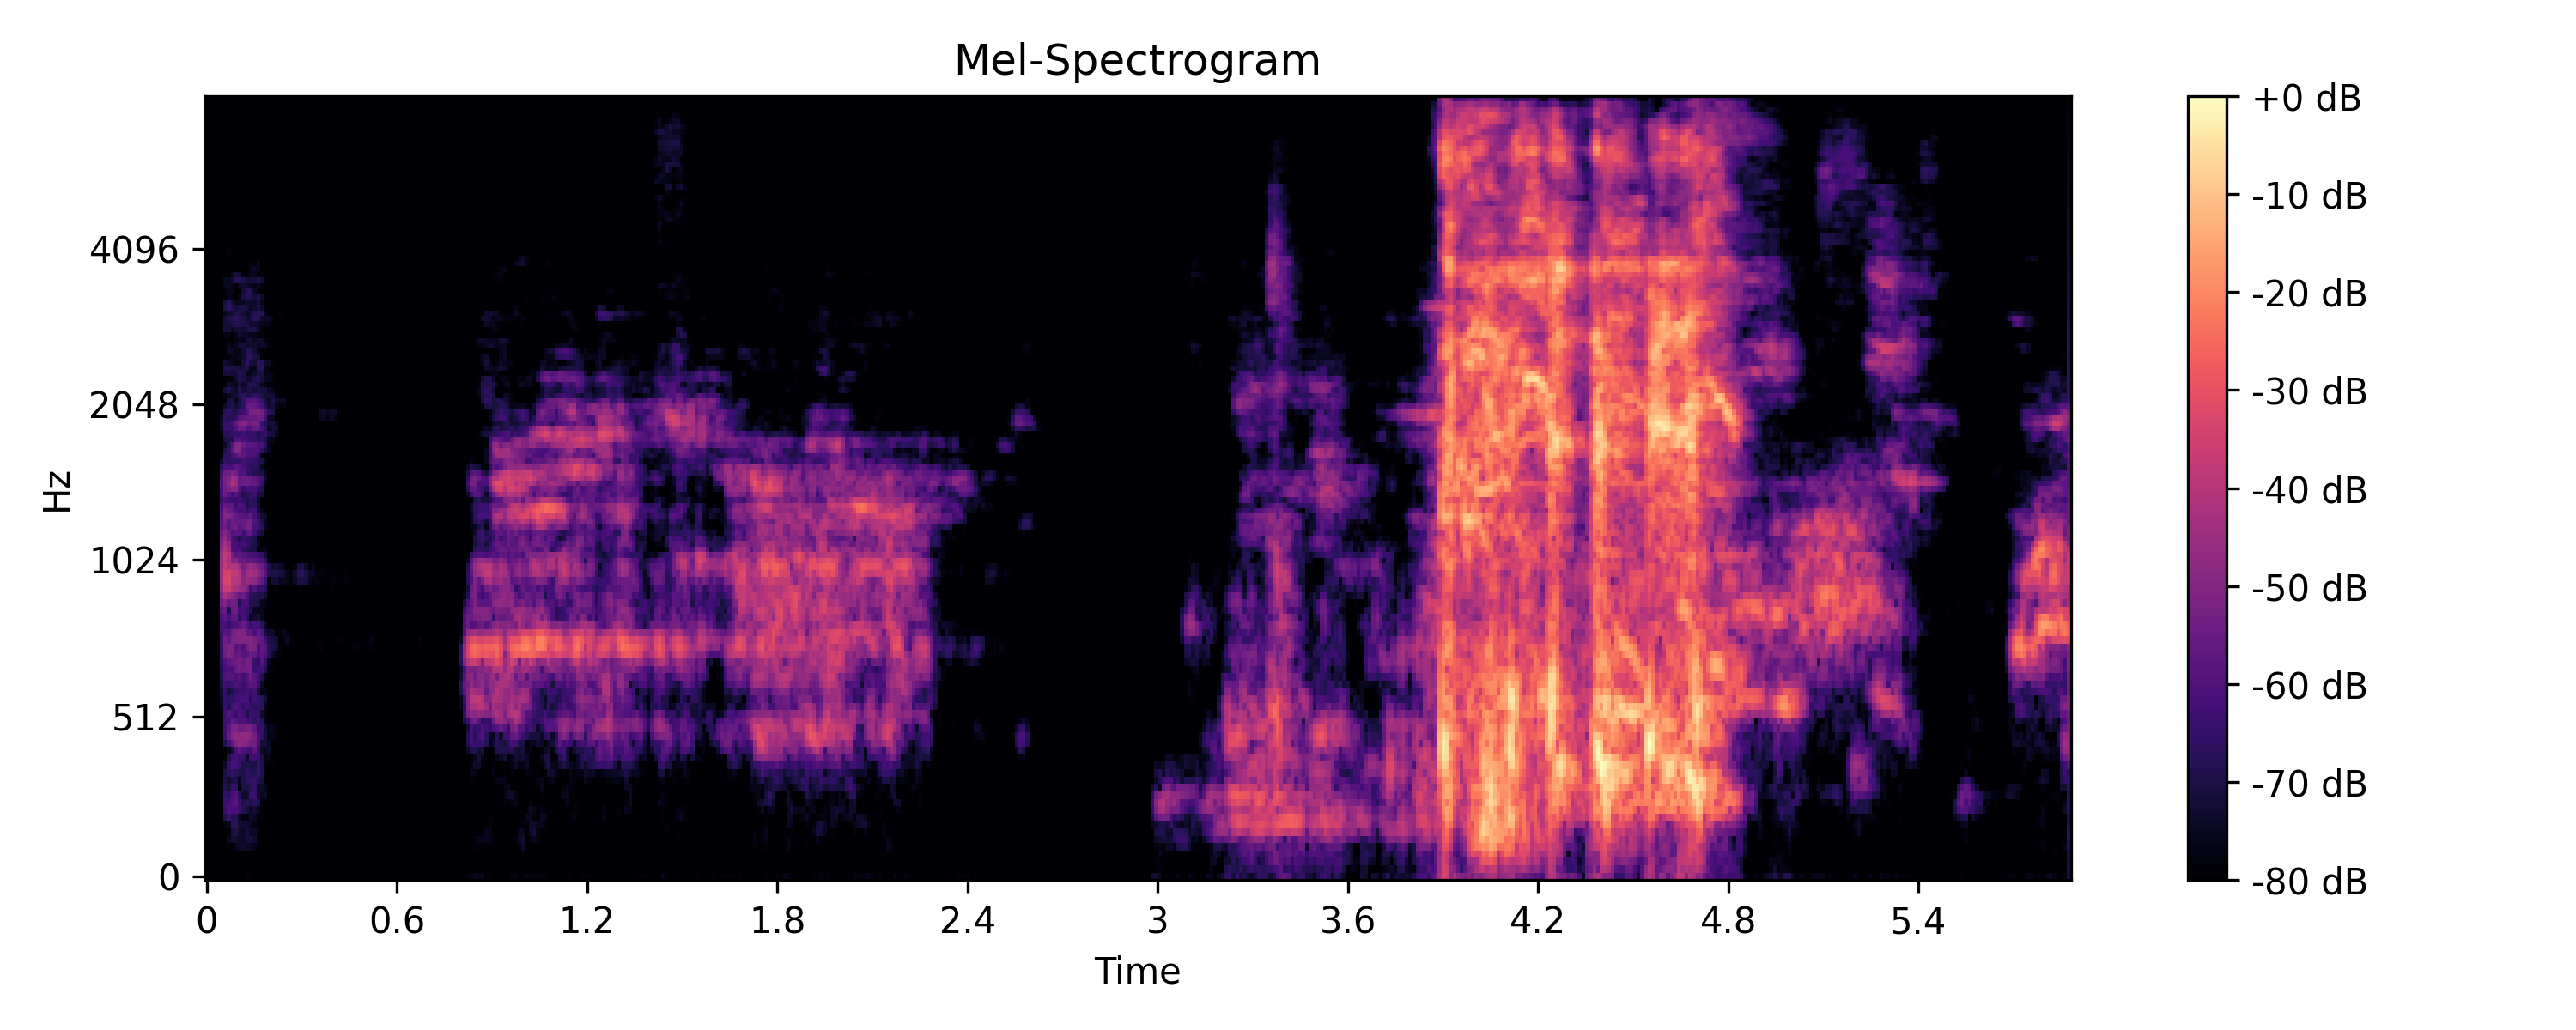 Mel-Spectrogram
Hz
4096
2048
1024
512
0
0 0.6 1.2 1.8 2.4 3 3.6 4.2 4.8 5.4
Time
+0 dB
-10 dB
-20 dB
-30 dB
-40 dB
-50 dB
-60 dB
-70 dB
-80 dB